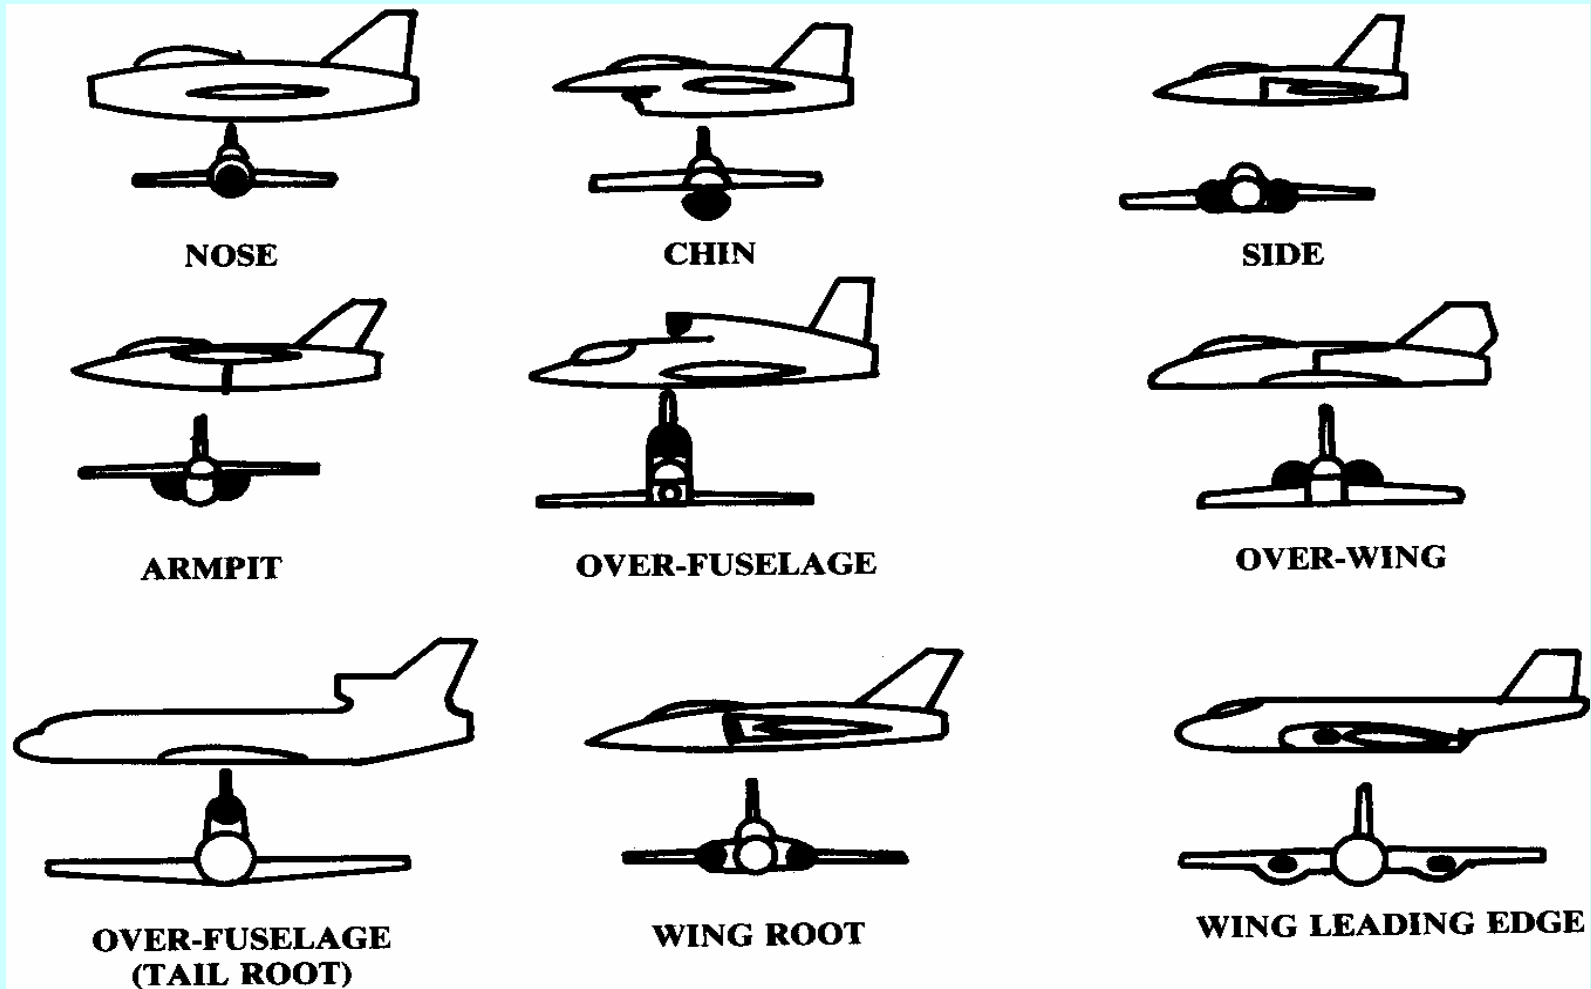 NOSE
CHIN
SIDE
ARMPIT
OVER-FUSELAGE
OVER-WING
OVER-FUSELAGE
(TAIL ROOT)
WING ROOT
WING LEADING EDGE